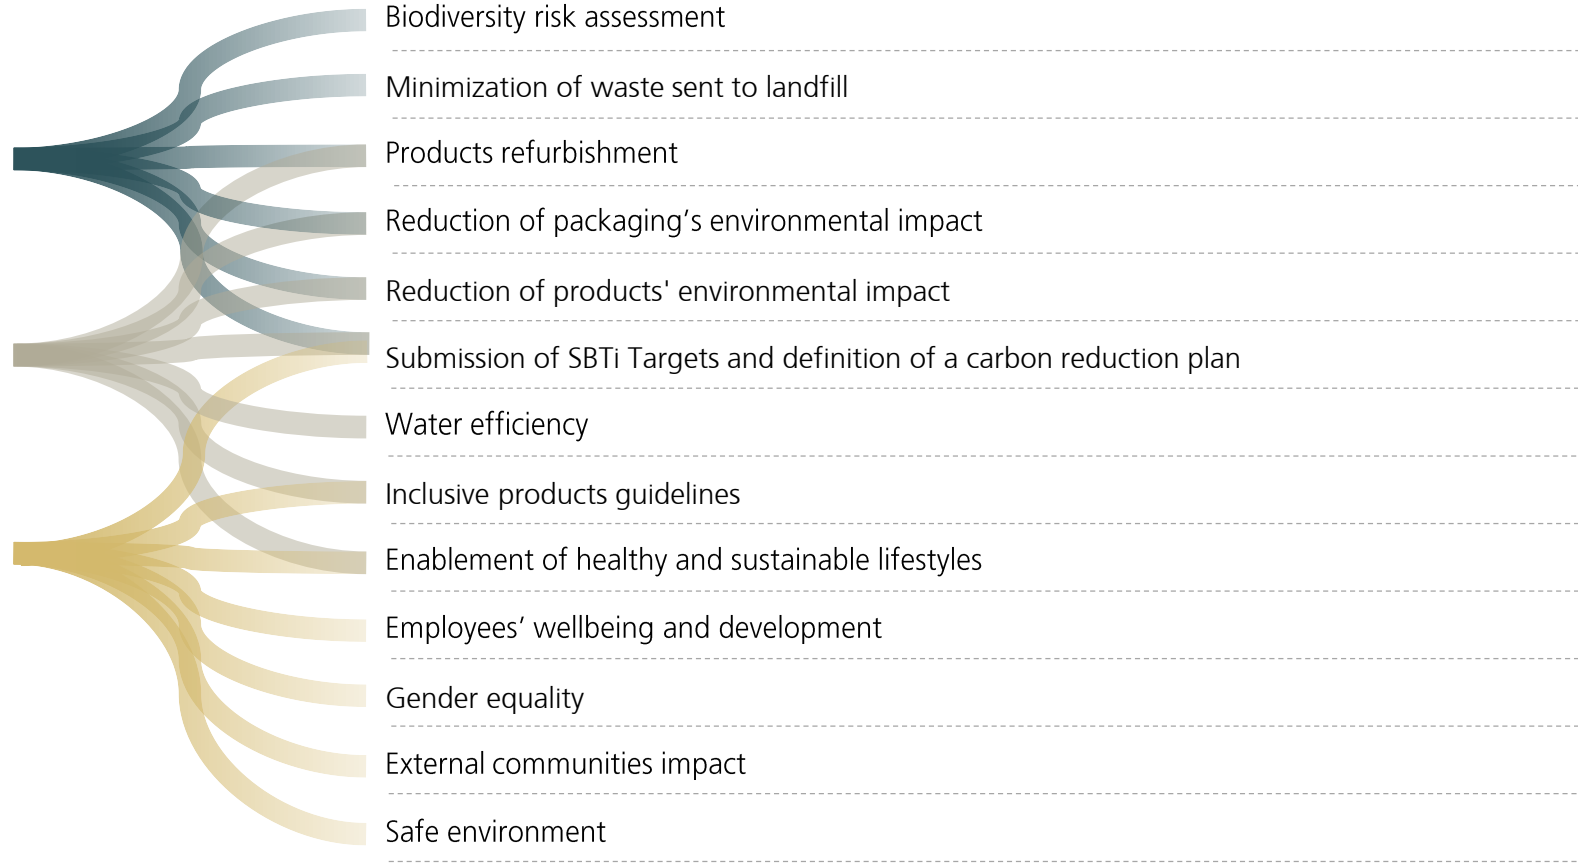 Biodiversity risk assessment
Minimization of waste sent to landfill
Products refurbishment
Reduction of packaging’s environmental impact
Reduction of products' environmental impact
Submission of SBTi Targets and definition of a carbon reduction plan
Water efficiency
Inclusive products guidelines
Enablement of healthy and sustainable lifestyles
Employees’ wellbeing and development
Gender equality
External communities impact
Safe environment